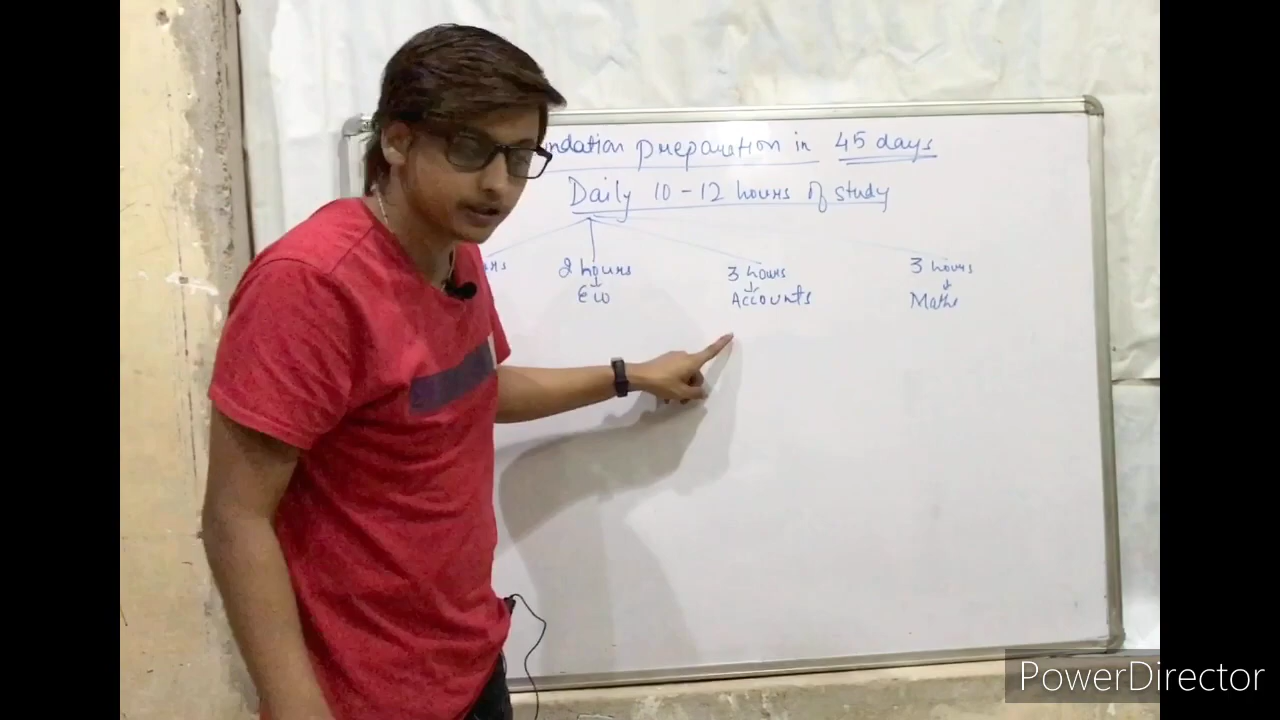 ndation preparation in 45 days
Daily 10 - 12 hours of study
2 hours 3 hours 3 hours
Eco Accounts Maths
PowerDirector